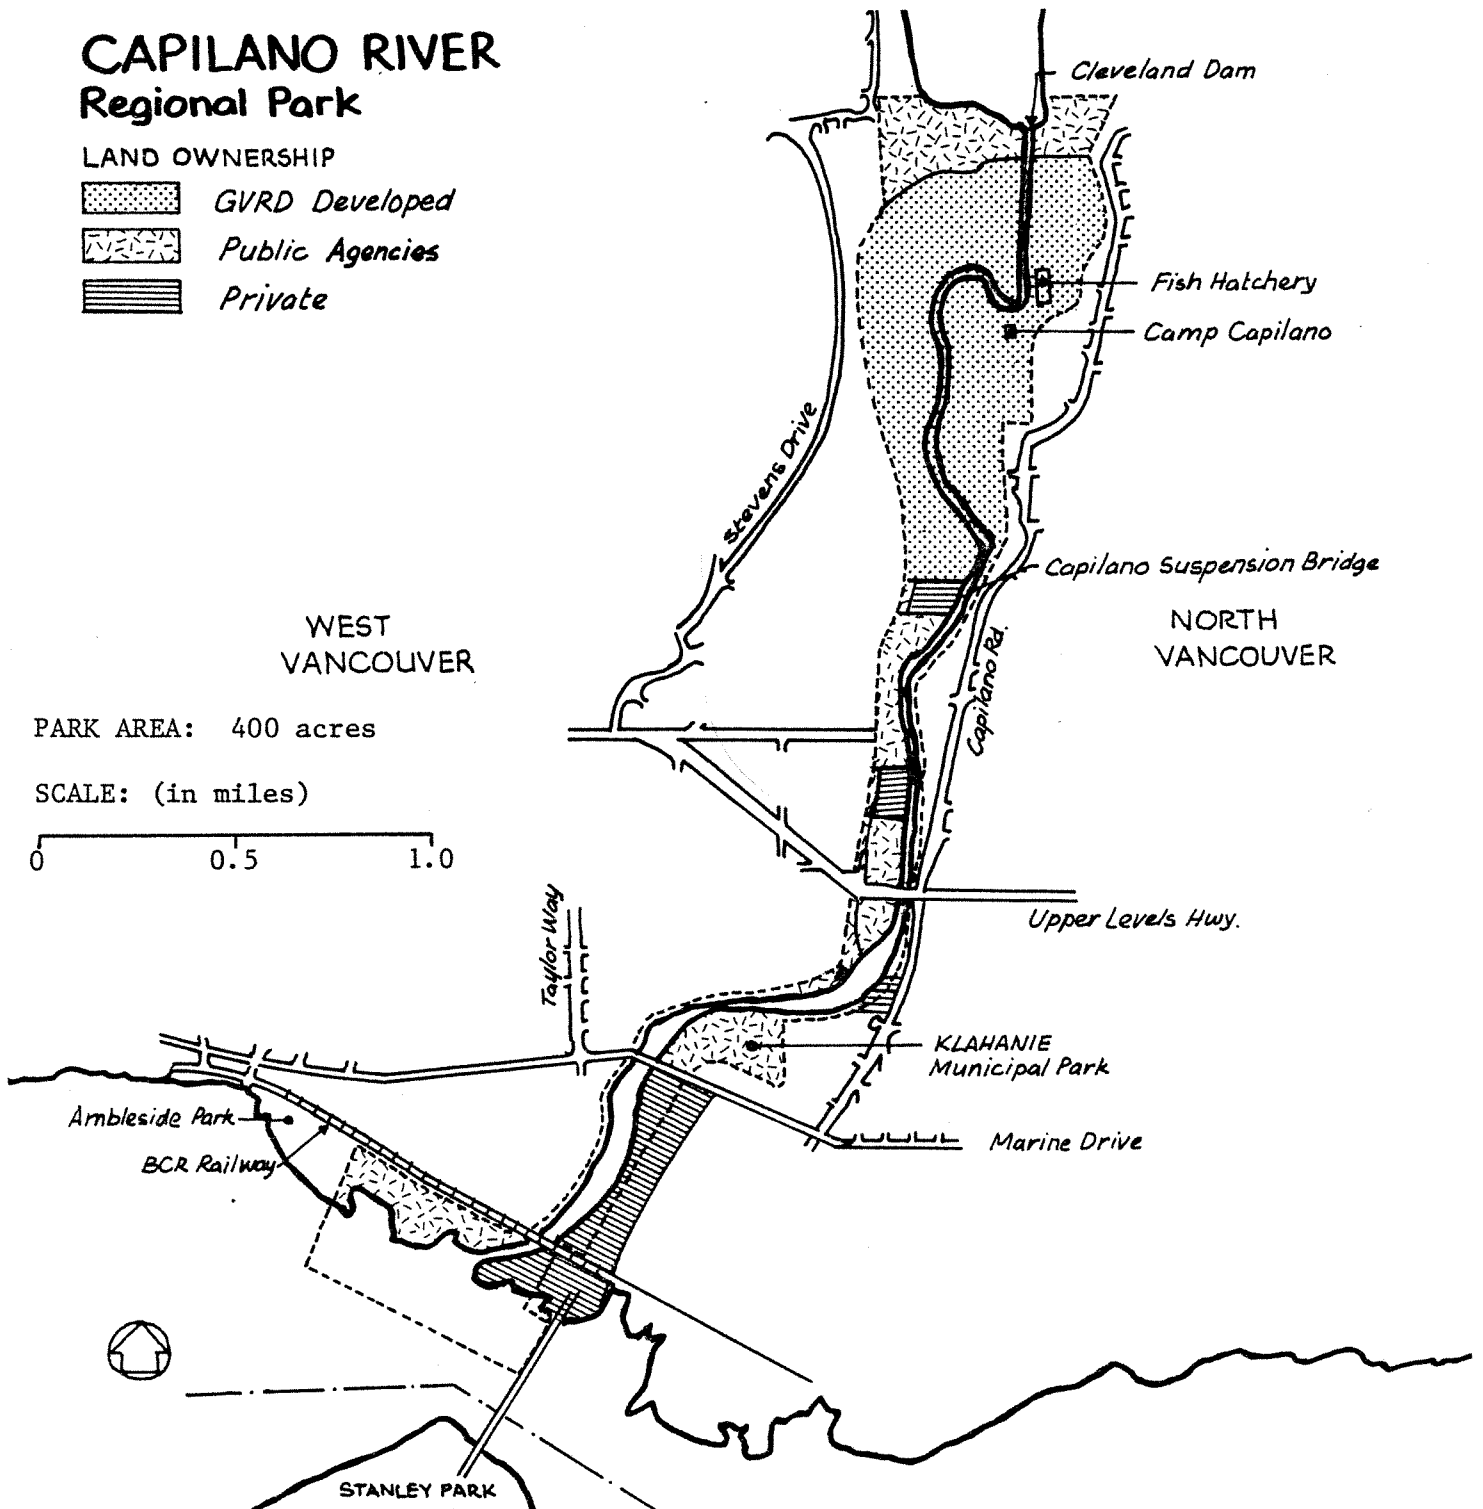 CAPILANO RIVER
Regional Park
LAND OWNERSHIP
GVRD Developed
Public Agencies
Private
Cleveland Dam
Fish Hatchery
Camp Capilano
Stevens Drive
Capilano Suspension Bridge
WEST
VANCOUVER
NORTH
VANCOUVER
Capilano Rd.
PARK AREA: 400 acres
SCALE: (in miles)
0 0.5 1.0
Upper Levels Hwy.
Taylor Way
KLAHANIE
Municipal Park
Ambleside Park
Marine Drive
BCR Railway
STANLEY PARK